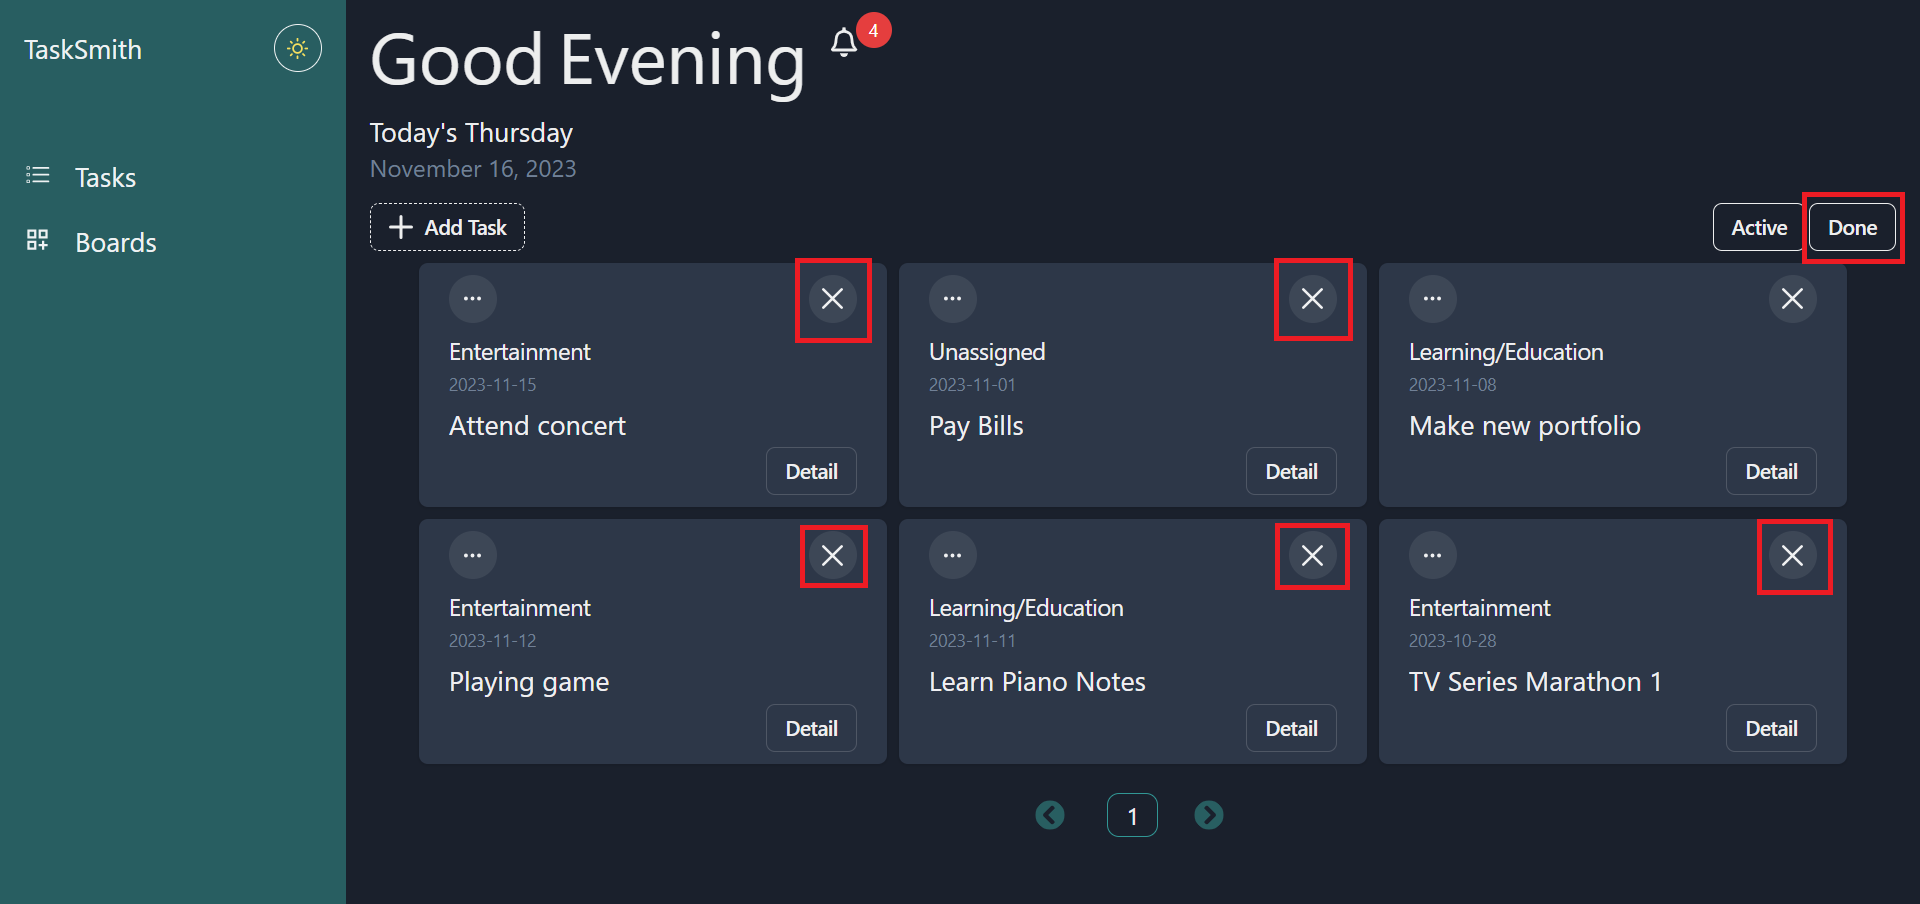 TaskSmith
Tasks
Boards
Good Evening
4
Today's Thursday
November 16, 2023
Add Task
Active
Done
Entertainment
2023-11-15
Attend concert
Detail
Unassigned
2023-11-01
Pay Bills
Detail
Learning/Education
2023-11-08
Make new portfolio
Detail
Entertainment
2023-11-12
Playing game
Detail
Learning/Education
2023-11-11
Learn Piano Notes
Detail
Entertainment
2023-10-28
TV Series Marathon 1
Detail
1